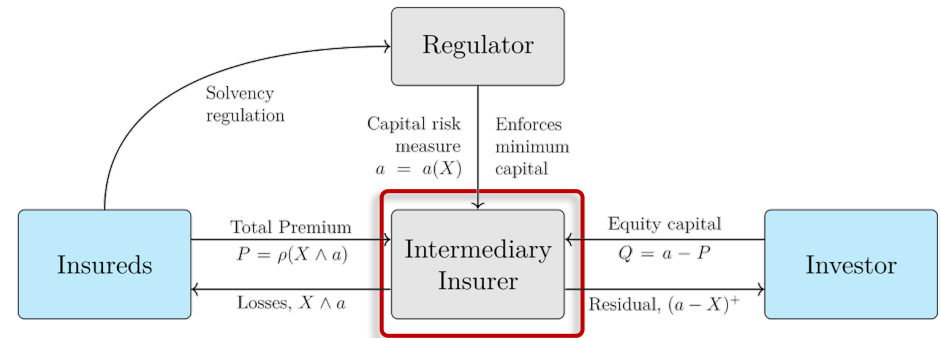 Regulator
Solvency
regulation
Capital risk
measure
a = a(X)
Enforces
minimum
capital
Insureds
Total Premium
P = ρ(X ∧ a)
Losses, X ∧ a
Intermediary
Insurer
Equity capital
Q = a − P
Residual, (a − X)⁺
Investor